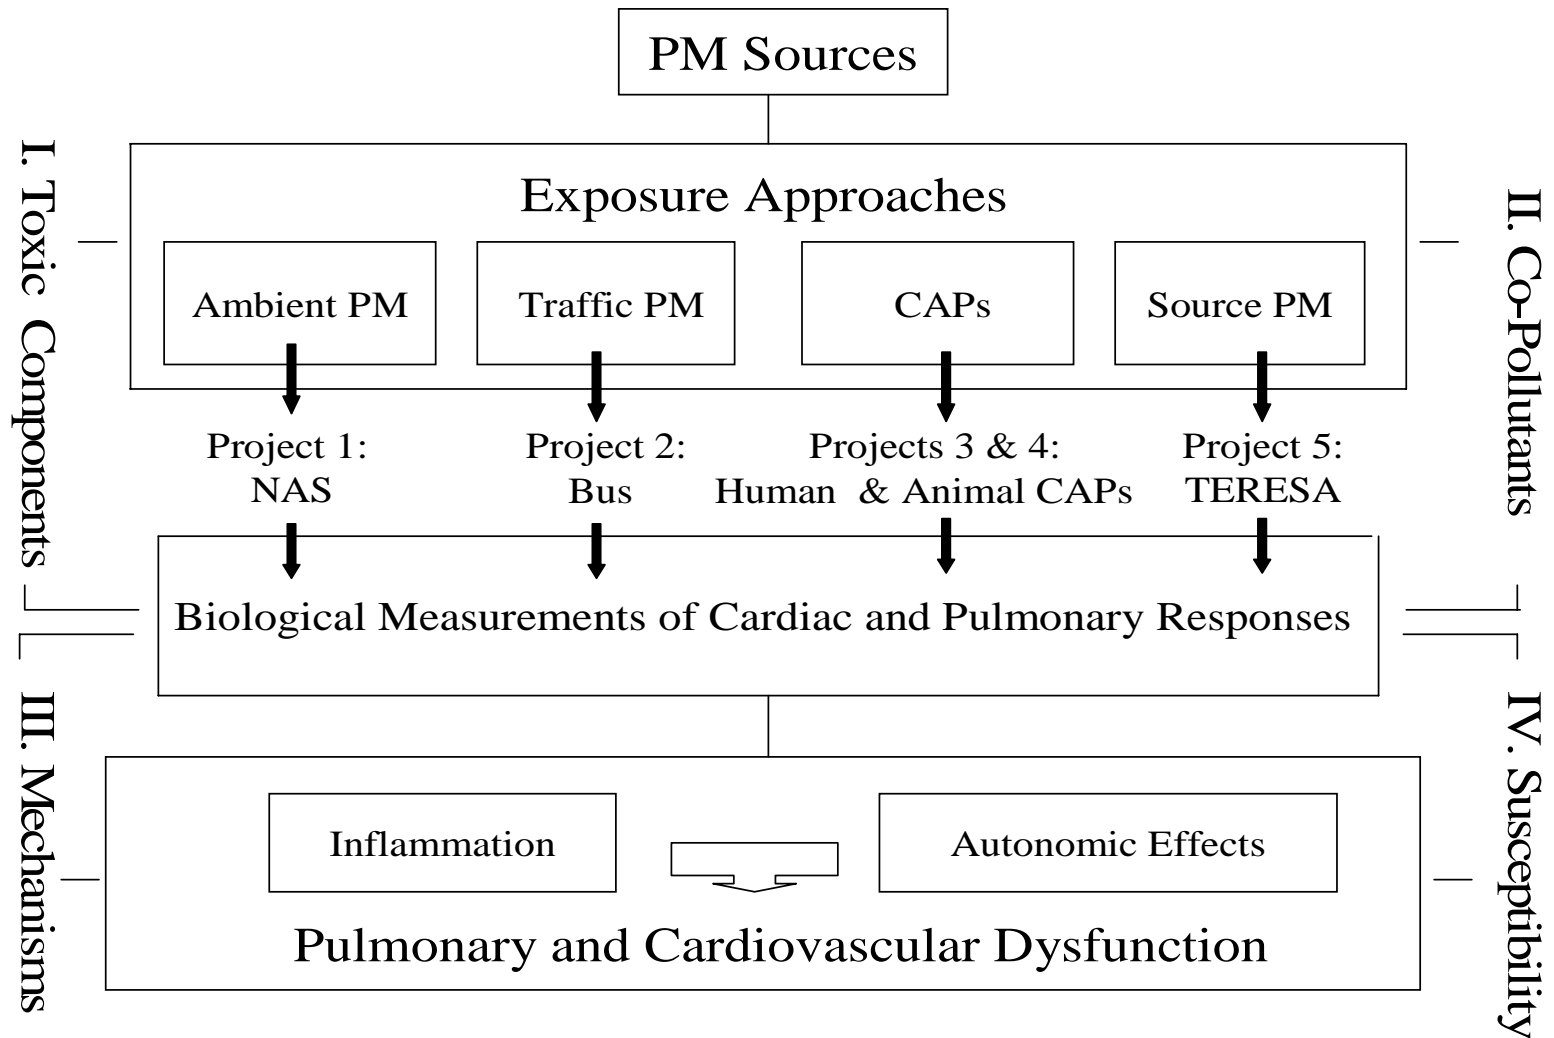 PM Sources
I. Toxic Components
Exposure Approaches
II. Co-Pollutants
Ambient PM
Traffic PM
CAPs
Source PM
Project 1:
NAS
Project 2:
Bus
Projects 3 & 4:
Human & Animal CAPs
Project 5:
TERESA
Biological Measurements of Cardiac and Pulmonary Responses
III. Mechanisms
Inflammation
Autonomic Effects
Pulmonary and Cardiovascular Dysfunction
IV. Susceptibility